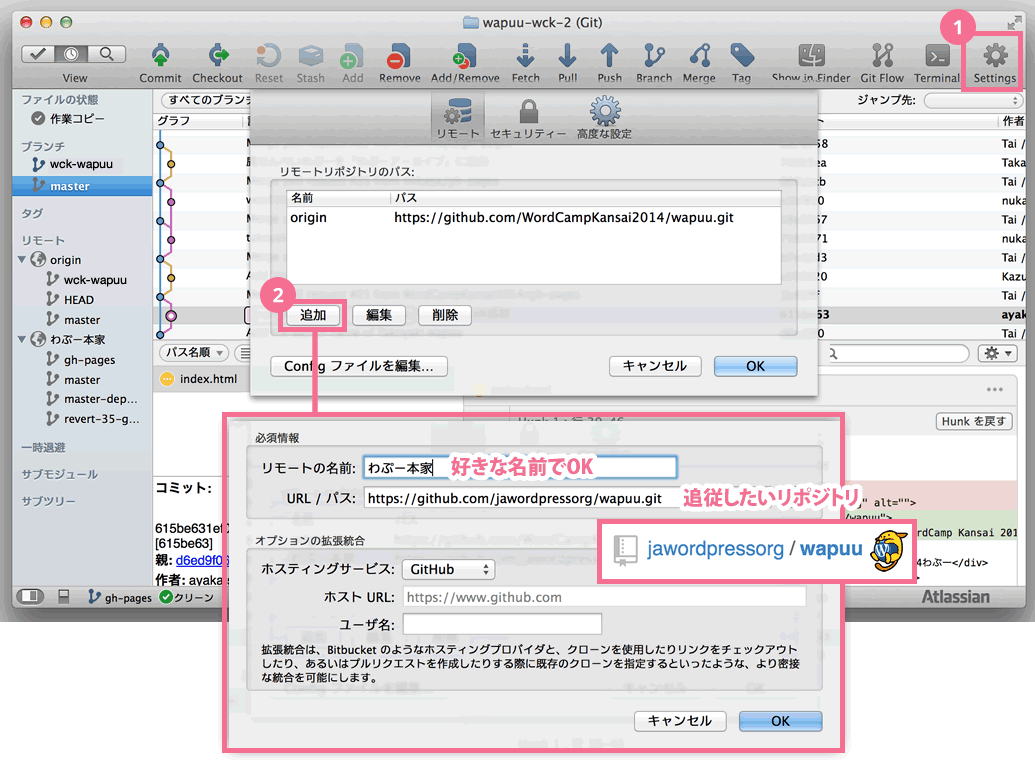 wapuu-wck-2 (Git)
1
View
Commit
Checkout
Reset
Stash
Add
Remove
Add/Remove
Fetch
Pull
Push
Branch
Merge
Tag
Show in Finder
Git Flow
Terminal
Settings
ファイルの状態
作業コピー
ブランチ
wck-wapuu
master
タグ
リモート
origin
wck-wapuu
HEAD
master
わぷー本家
gh-pages
master
master-dep...
revert-35-g...
一時退避
サブモジュール
サブツリー
すべてのブラン
ジャンプ先:
グラフ
作者
リモート
セキュリティー
高度な設定
リモートリポジトリのパス:
名前
パス
origin
https://github.com/WordCampKansai2014/wapuu.git
2
追加
編集
削除
Config ファイルを編集...
キャンセル
OK
Tai /
Taka
Tai /
nuka
Tai /
nuka
Tai /
Kazu
Tai /
ayak
Tai /
パス名順
index.html
Hunk を戻す
コミット:
615be631ef
[615be63]
親: d6ed9f0
作者: ayaka
gh-pages
クリーン
Atlassian
必須情報
リモートの名前:
わぷー本家
好きな名前でOK
URL / パス:
https://github.com/jawordpressorg/wapuu.git
追従したいリポジトリ
jawordpressorg / wapuu
オプションの拡張統合
ホスティングサービス:
GitHub
ホスト URL:
https://www.github.com
ユーザ名:
拡張統合は、Bitbucket のようなホスティングプロバイダと、クローンを使用したりリンクをチェックアウト
したり、あるいはプルリクエストを作成したりする際に既存のクローンを指定するといったような、より密接
な統合を可能にします。
キャンセル
OK